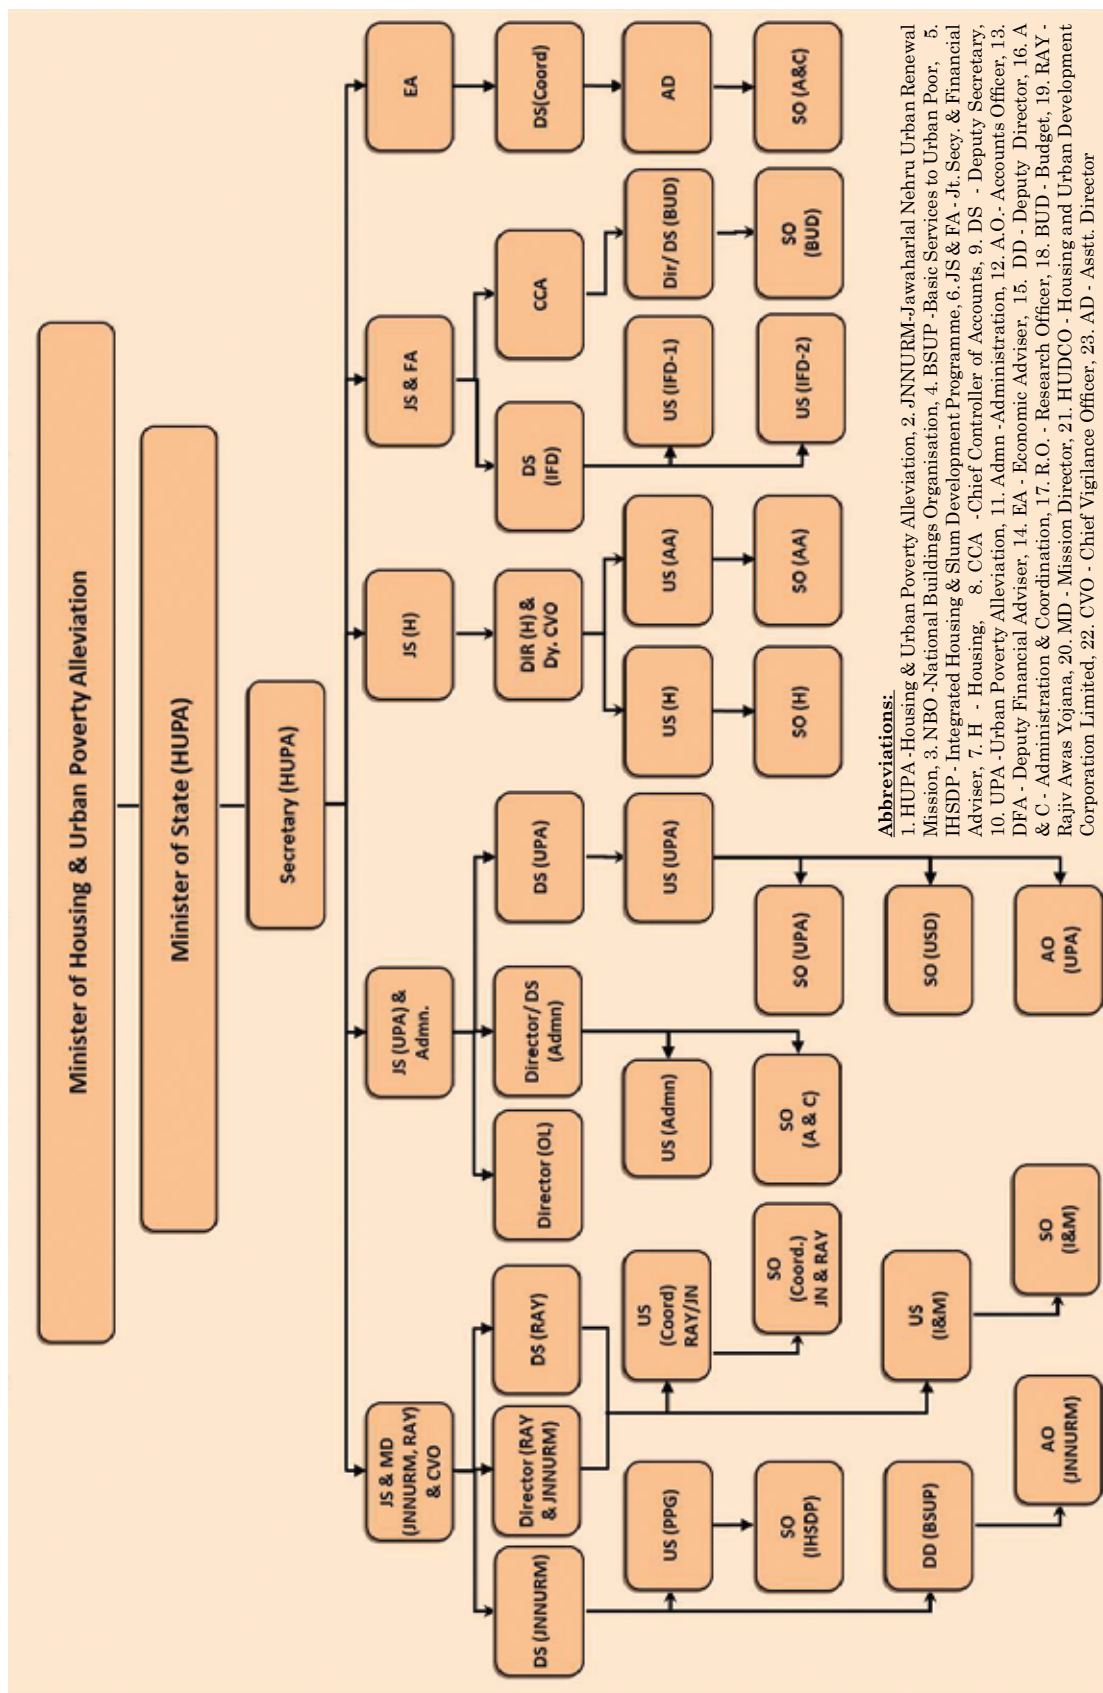 Minister of Housing & Urban Poverty Alleviation
Minister of State (HUPA)
Secretary (HUPA)
JS & MD
(JNNURM, RAY)
& CVO
JS (UPA) &
Admn.
JS (H)
JS & FA
EA
DS (JNNURM)
Director (RAY
& JNNURM)
DS (RAY)
Director (OL)
Director/ DS
(Admn)
DS (UPA)
DIR (H) &
Dy. CVO
DS
(IFD)
CCA
DS(Coord)
US (PPG)
US
(Coord)
RAY/JN
US (Admn)
US (UPA)
US (H)
US (AA)
US (IFD-1)
Dir/ DS (BUD)
AD
SO
(IHSDP)
SO
(Coord.)
JN & RAY
SO
(A & C)
SO (UPA)
SO (H)
SO (AA)
US (IFD-2)
SO
(BUD)
SO (A&C)
DD (BSUP)
US
(I&M)
SO (USD)
AO
(JNNURM)
SO
(I&M)
AO
(UPA)
Abbreviations:
1. HUPA -Housing & Urban Poverty Alleviation, 2. JNNURM-Jawaharlal Nehru Urban Renewal
Mission, 3. NBO -National Buildings Organisation, 4. BSUP -Basic Services to Urban Poor, 5.
IHSDP - Integrated Housing & Slum Development Programme, 6. JS & FA - Jt. Secy. & Financial
Adviser, 7. H - Housing, 8. CCA -Chief Controller of Accounts, 9. DS - Deputy Secretary,
10. UPA -Urban Poverty Alleviation, 11. Admn -Administration, 12. A.O.- Accounts Officer, 13.
DFA - Deputy Financial Adviser, 14. EA - Economic Adviser, 15. DD - Deputy Director, 16. A
& C - Administration & Coordination, 17. R.O. - Research Officer, 18. BUD - Budget, 19. RAY -
Rajiv Awas Yojana, 20. MD - Mission Director, 21. HUDCO - Housing and Urban Development
Corporation Limited, 22. CVO - Chief Vigilance Officer, 23. AD - Asstt. Director